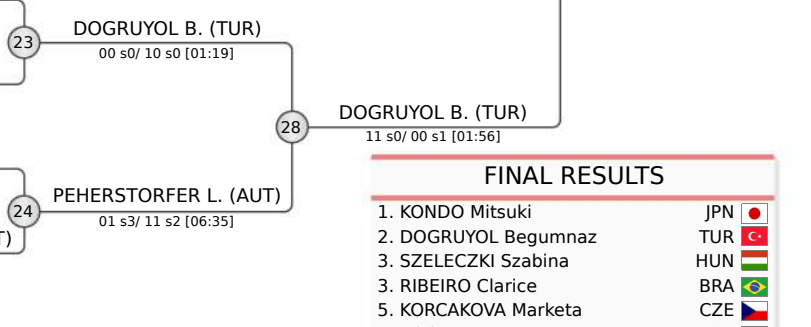 DOGRUYOL B. (TUR)
23
00 s0/ 10 s0 [01:19]
DOGRUYOL B. (TUR)
28
11 s0/ 00 s1 [01:56]
PEHERSTORFER L. (AUT)
24
01 s3/ 11 s2 [06:35]
T)
FINAL RESULTS
1. KONDO Mitsuki JPN
2. DOGRUYOL Begumnaz TUR
3. SZELECZKI Szabina HUN
3. RIBEIRO Clarice BRA
5. KORCAKOVA Marketa CZE